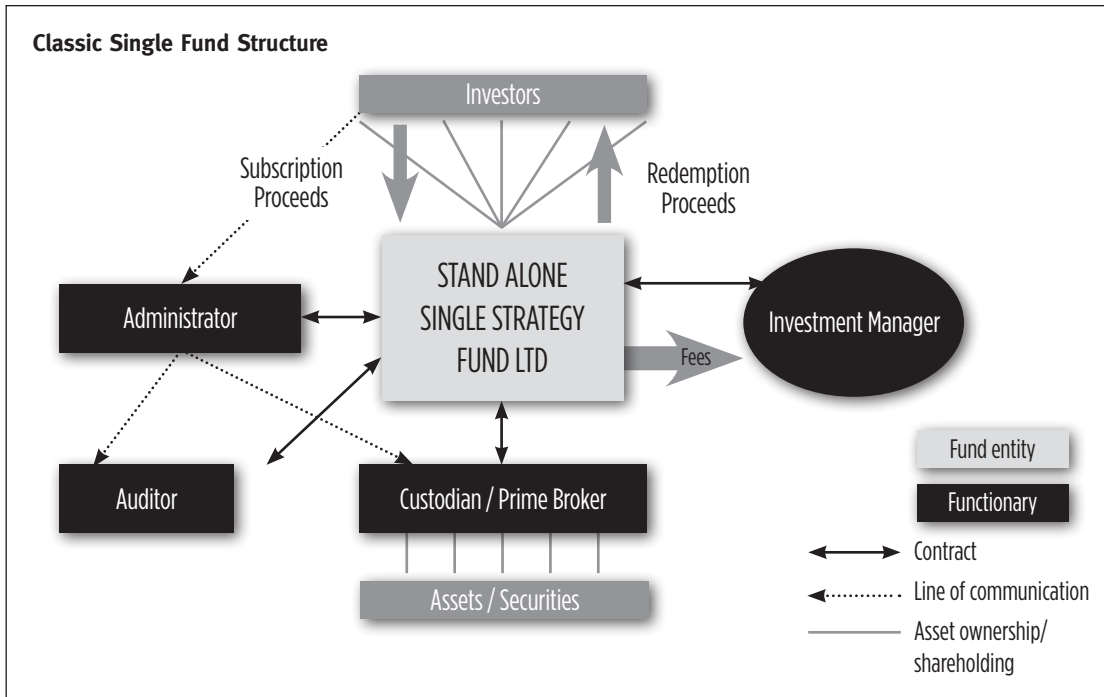 Classic Single Fund Structure
Investors
Subscription
Proceeds
Redemption
Proceeds
STAND ALONE
SINGLE STRATEGY
FUND LTD
Administrator
Investment Manager
Fees
Auditor
Custodian / Prime Broker
Assets / Securities
Fund entity
Functionary
Contract
Line of communication
Asset ownership/
shareholding